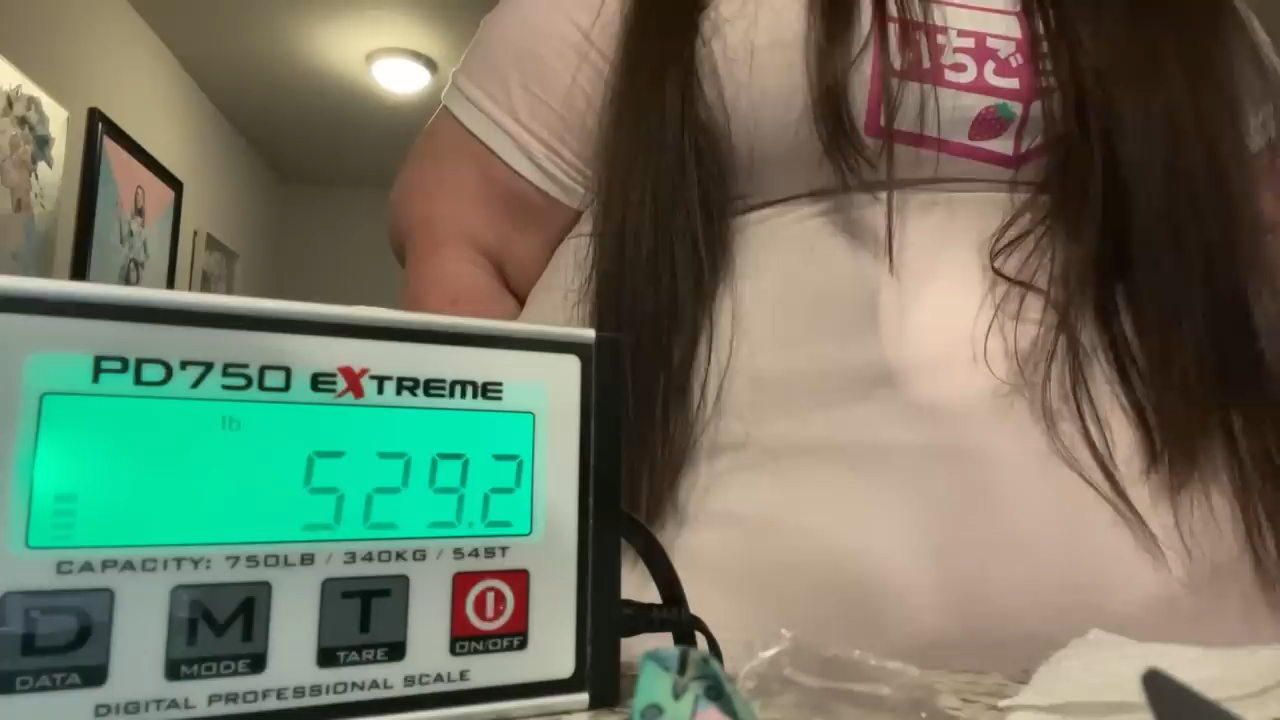 いちご
PD750 EXTREME
lb
529.2
CAPACITY: 750LB / 340KG / 54ST
D M T
DATA MODE TARE ON/OFF
DIGITAL PROFESSIONAL SCALE